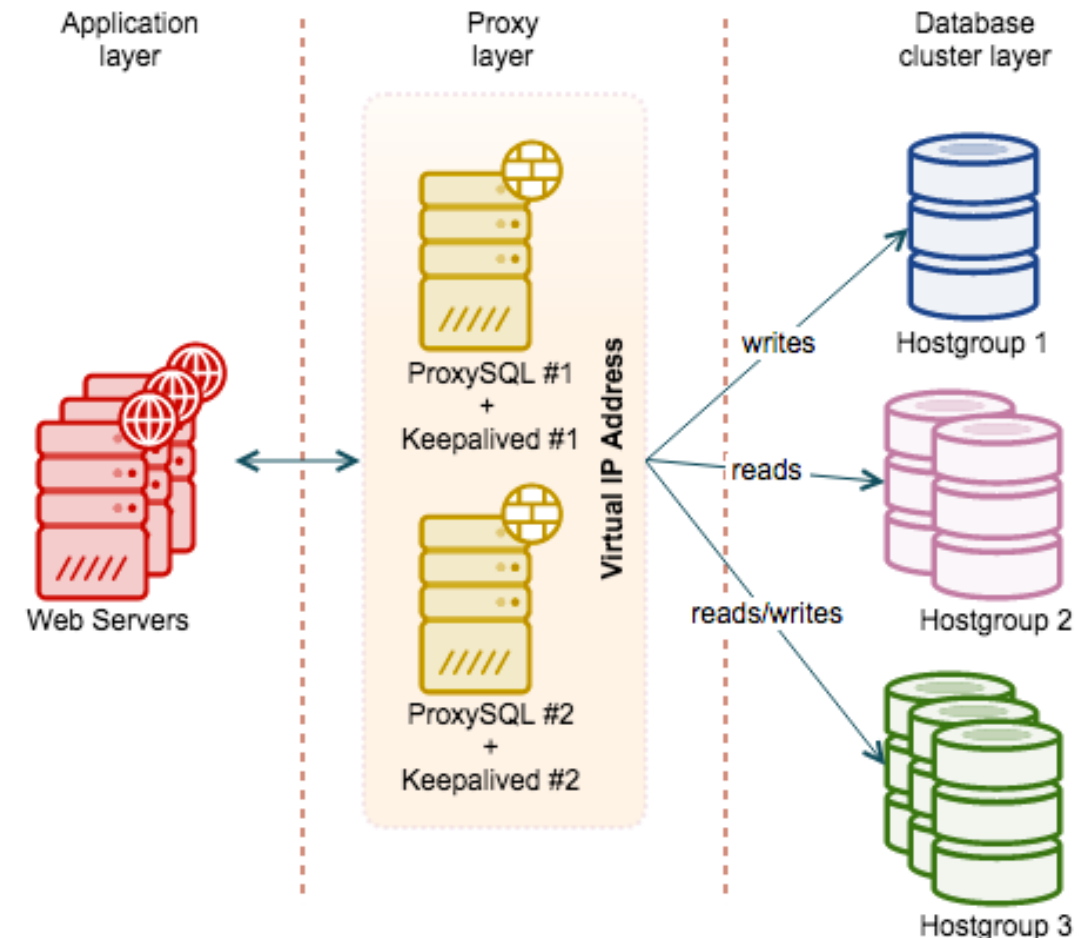 Application
layer
Proxy
layer
Database
cluster layer
Web Servers
ProxySQL #1
+
Keepalived #1
ProxySQL #2
+
Keepalived #2
Virtual IP Address
writes
reads
reads/writes
Hostgroup 1
Hostgroup 2
Hostgroup 3